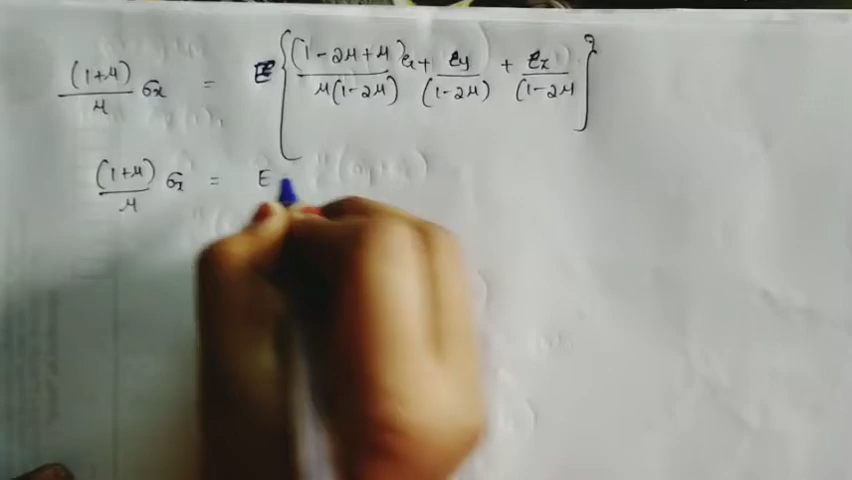 (1+μ)/μ σx = E { (1-2μ+μ)/μ(1-2μ) ex + ey/(1-2μ) + ez/(1-2μ }
(1+μ)/μ σx = E